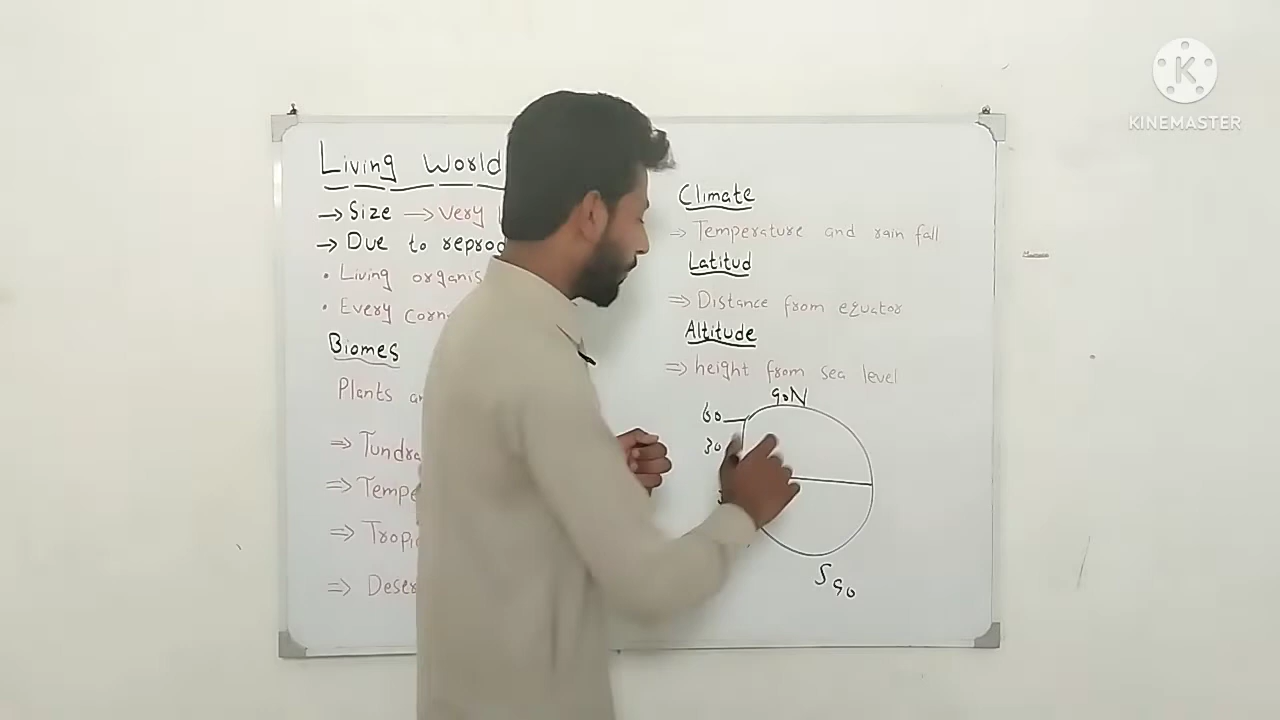 Living World
→ Size → Very
→ Due to reprod
• Living organis
• Every corn
Biomes
Plants
⇒ Tundra
⇒ Tempe
⇒ Tropic
⇒ Deser
Climate
⇒ Temperature and rain fall
Latitud
⇒ Distance from equator
Altitude
⇒ height from sea level
90N
60
30
S 90
KINEMASTER